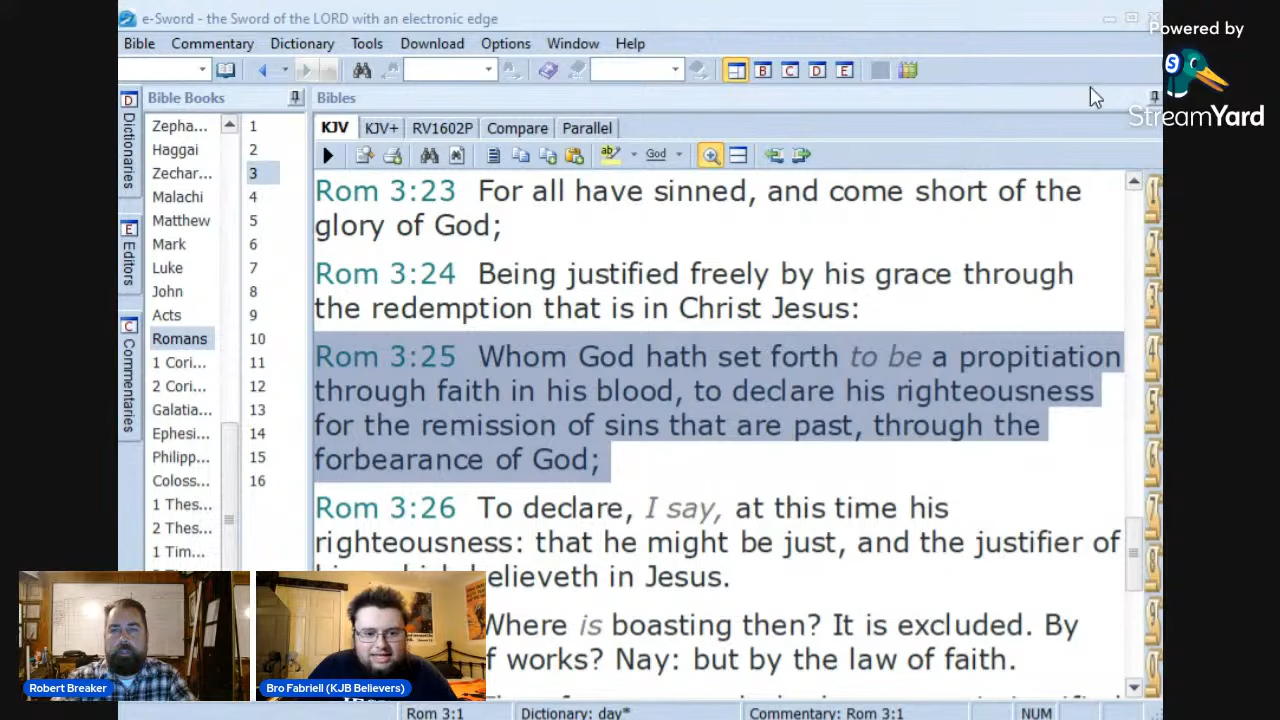 e-Sword - the Sword of the LORD with an electronic edge
Powered by
StreamYard
Bible Commentary Dictionary Tools Download Options Window Help
B C D E
Bible Books
Bibles
D Dictionaries
E Editors
C Commentaries
Zepha...
Haggai
Zechar...
Malachi
Matthew
Mark
Luke
John
Acts
Romans
1 Cori...
2 Cori...
Galatia...
Ephesi...
Philipp...
Coloss...
1 Thes...
2 Thes...
1 Tim...
1
2
3
4
5
6
7
8
9
10
11
12
13
14
15
16
KJV KJV+ RV1602P Compare Parallel
ab God
Rom 3:23 For all have sinned, and come short of the
glory of God;
Rom 3:24 Being justified freely by his grace through
the redemption that is in Christ Jesus:
Rom 3:25 Whom God hath set forth to be a propitiation
through faith in his blood, to declare his righteousness
for the remission of sins that are past, through the
forbearance of God;
Rom 3:26 To declare, I say, at this time his
righteousness: that he might be just, and the justifier of
believeth in Jesus.
Where is boasting then? It is excluded. By
works? Nay: but by the law of faith.
Robert Breaker
Bro Fabriell (KJB Believers)
Rom 3:1 Dictionary: day* Commentary: Rom 3:1 NUM